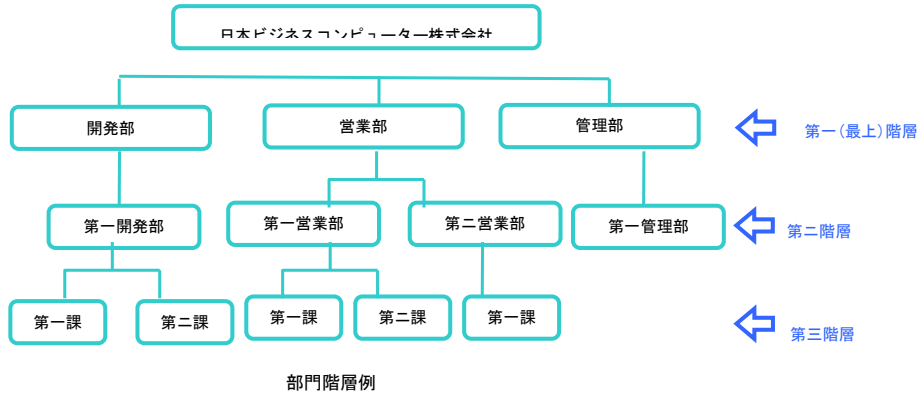 日本ビジネスコンピューター株式会社
開発部 営業部 管理部 第一（最上）階層
第一開発部 第一営業部 第二営業部 第一管理部 第二階層
第一課 第二課 第一課 第二課 第一課 第三階層
部門階層例